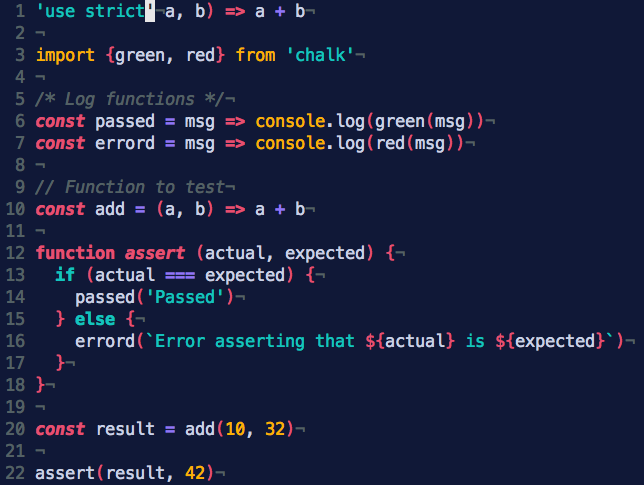 1 'use strict'¬a, b) => a + b¬
2 ¬
3 import {green, red} from 'chalk'¬
4 ¬
5 /* Log functions */¬
6 const passed = msg => console.log(green(msg))¬
7 const errord = msg => console.log(red(msg))¬
8 ¬
9 // Function to test¬
10 const add = (a, b) => a + b¬
11 ¬
12 function assert (actual, expected) {¬
13   if (actual === expected) {¬
14     passed('Passed')¬
15   } else {¬
16     errord(`Error asserting that ${actual} is ${expected}`)¬
17   }¬
18 }¬
19 ¬
20 const result = add(10, 32)¬
21 ¬
22 assert(result, 42)¬